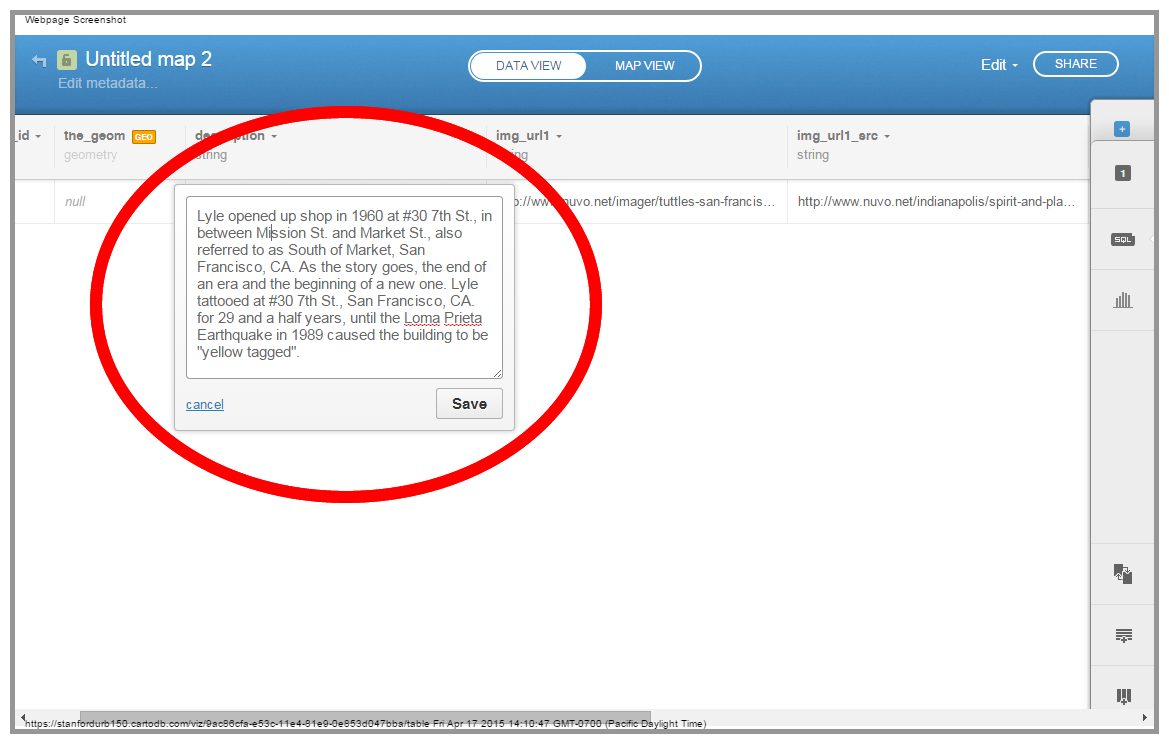 Webpage Screenshot
Untitled map 2
Edit metadata...
DATA VIEW
MAP VIEW
Edit
SHARE
_id
the_geom GEO
geometry
description
string
img_url1
string
img_url1_src
string
null
http://www.nuvo.net/imager/tuttles-san-francis...
http://www.nuvo.net/indianapolis/spirit-and-pla...
Lyle opened up shop in 1960 at #30 7th St., in
between Mission St. and Market St., also
referred to as South of Market, San
Francisco, CA. As the story goes, the end of
an era and the beginning of a new one. Lyle
tattooed at #30 7th St., San Francisco, CA.
for 29 and a half years, until the Loma Prieta
Earthquake in 1989 caused the building to be
"yellow tagged".
cancel
Save
1
SQL
https://stanfordurb150.cartodb.com/viz/9ac86cfa-e53c-11e4-81e9-0e853d047bba/table Fri Apr 17 2015 14:10:47 GMT-0700 (Pacific Daylight Time)